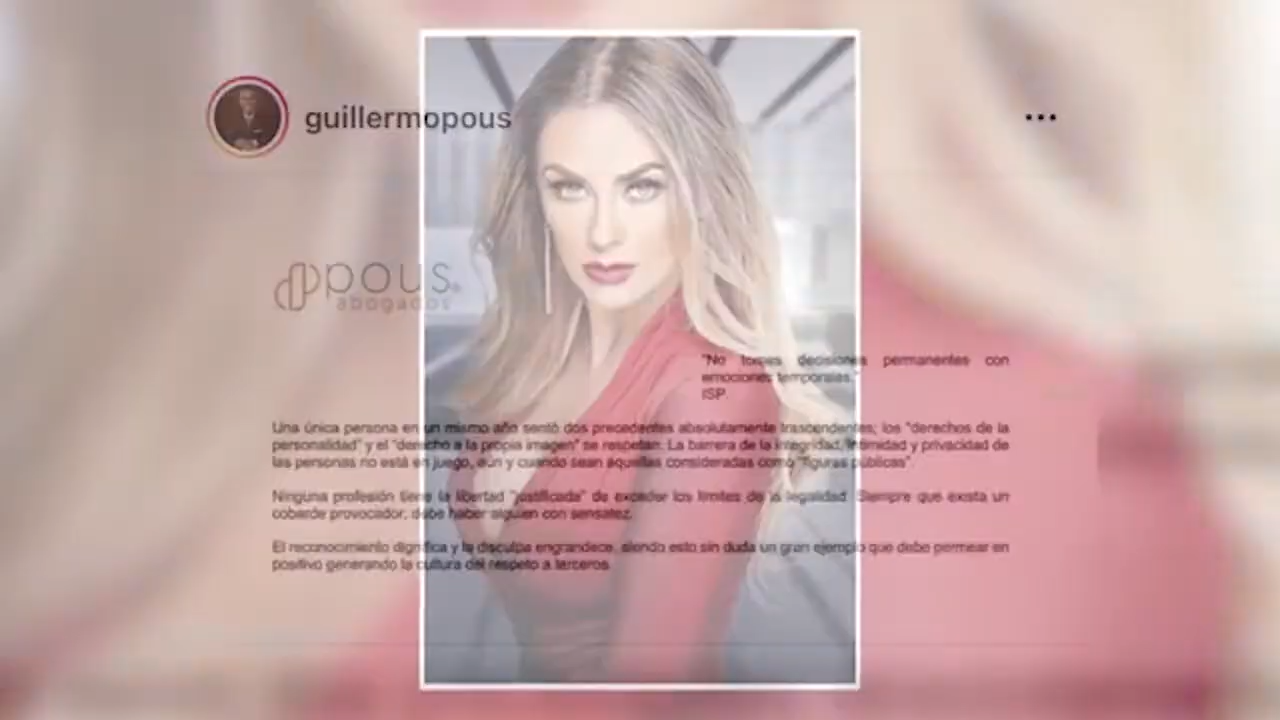 guillermopous
pous
abogados
"No tomes decisiones permanentes con
emociones temporales."
ISP.
Una única persona en un mismo año sentó dos precedentes absolutamente trascendentes; los "derechos de la
personalidad" y el "derecho a la propia imagen" se respetan. La barrera de la integridad, intimidad y privacidad de
las personas no está en juego, aún y cuando sean aquellas consideradas como "figuras públicas".
Ninguna profesión tiene la libertad "justificada" de exceder los límites de la legalidad. Siempre que exista un
cobarde provocador, debe haber alguien con sensatez.
El reconocimiento dignifica y la disculpa engrandece, siendo esto sin duda un gran ejemplo que debe permear en
positivo generando la cultura del respeto a terceros.